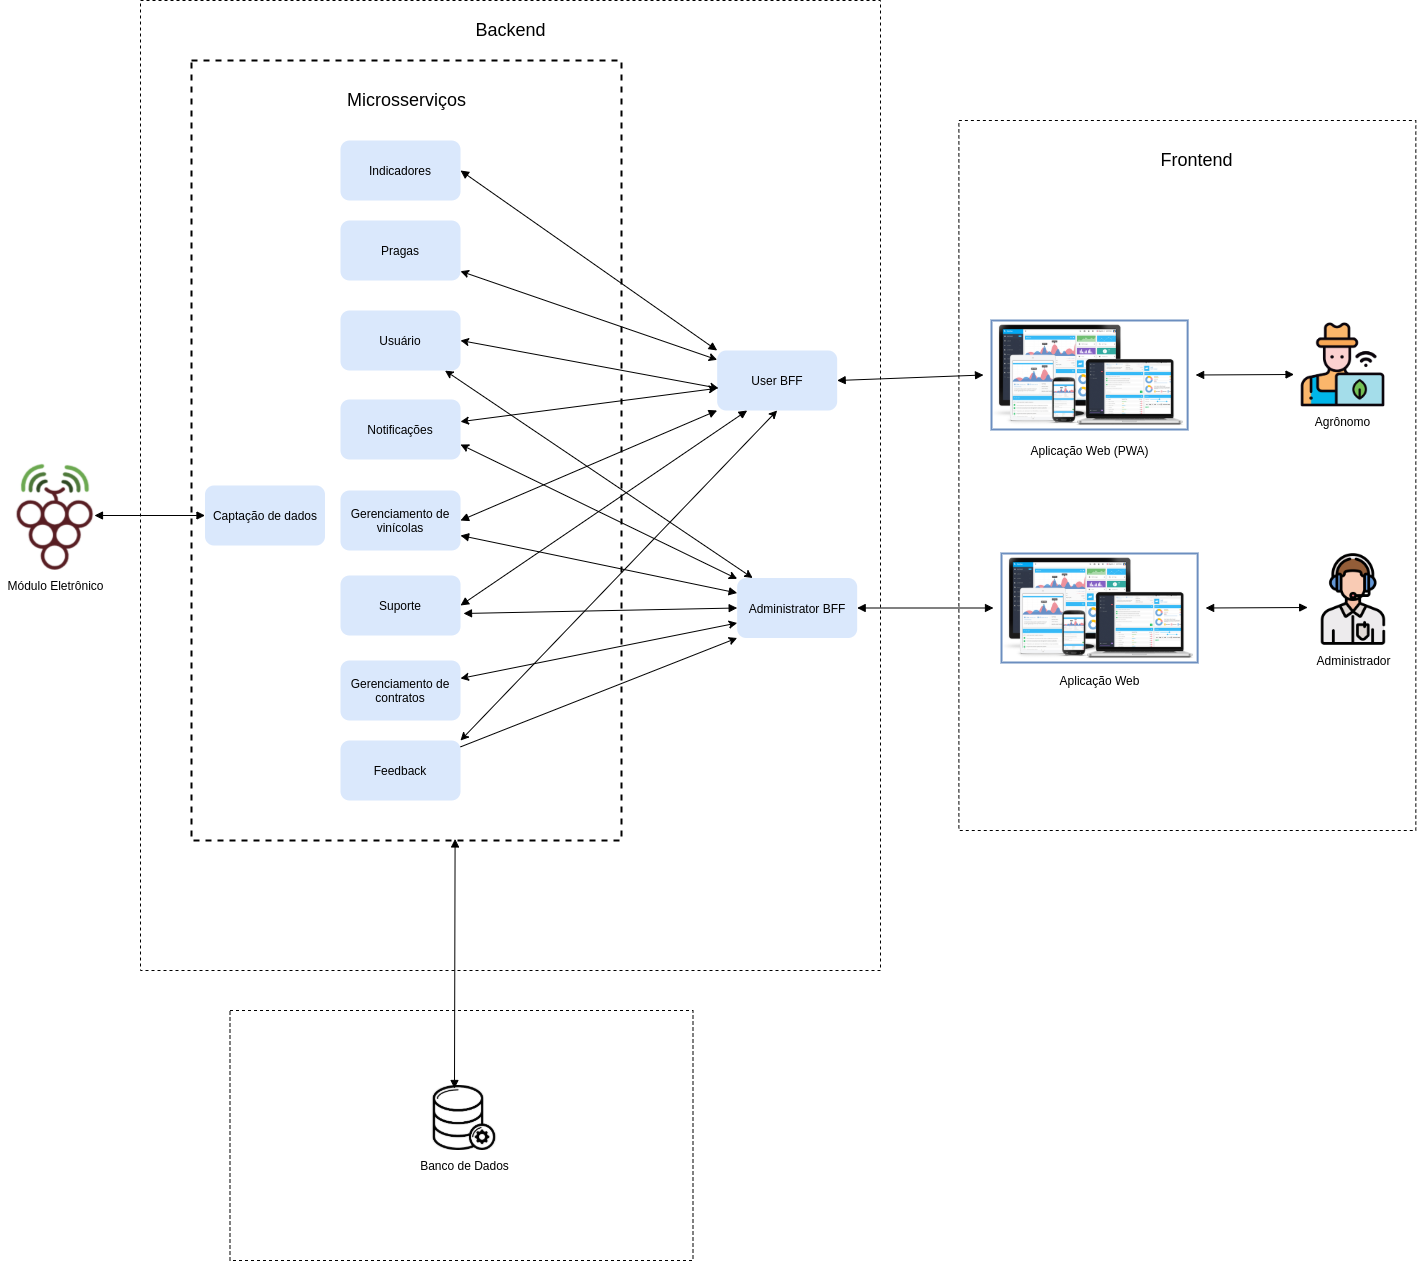 Backend
Microsserviços
Indicadores
Pragas
Usuário
Notificações
Gerenciamento de
vinícolas
Captação de dados
Suporte
Gerenciamento de
contratos
Feedback
Módulo Eletrônico
User BFF
Administrator BFF
Frontend
Aplicação Web (PWA)
Agrônomo
Aplicação Web
Administrador
Banco de Dados